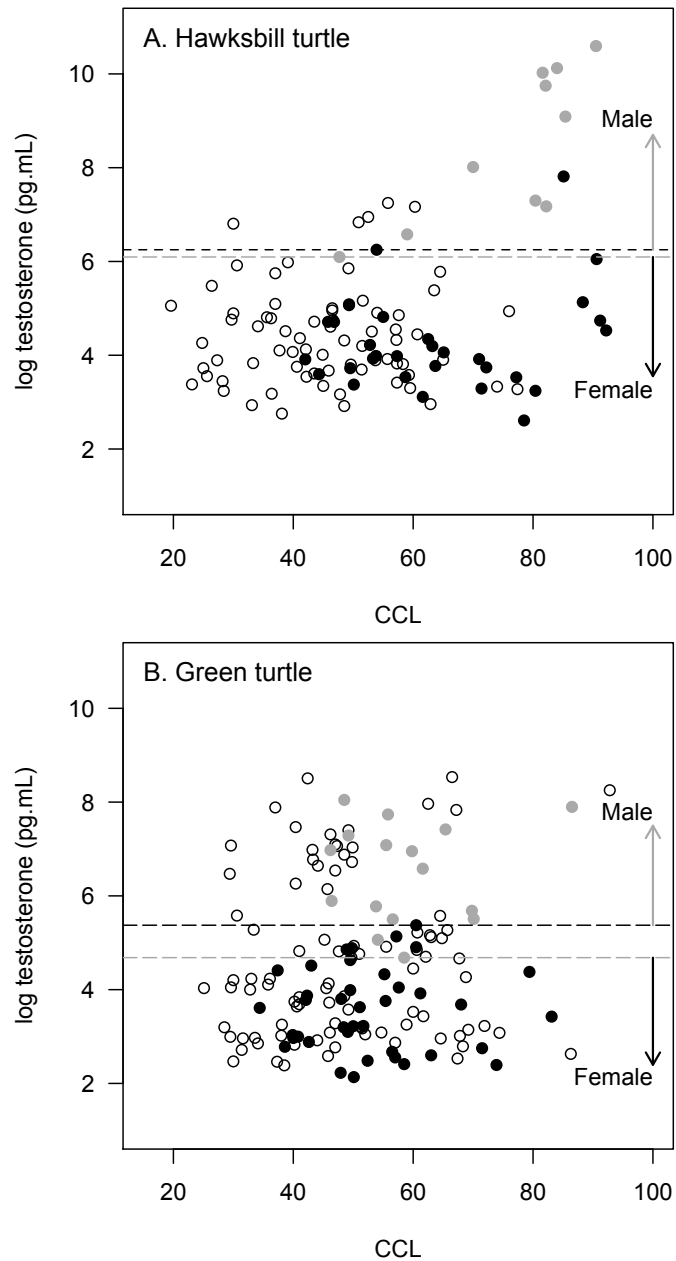 A. Hawksbill turtle
10
8
6
4
2
log testosterone (pg.mL)
Male
Female
20 40 60 80 100
CCL
B. Green turtle
10
8
6
4
2
log testosterone (pg.mL)
Male
Female
20 40 60 80 100
CCL